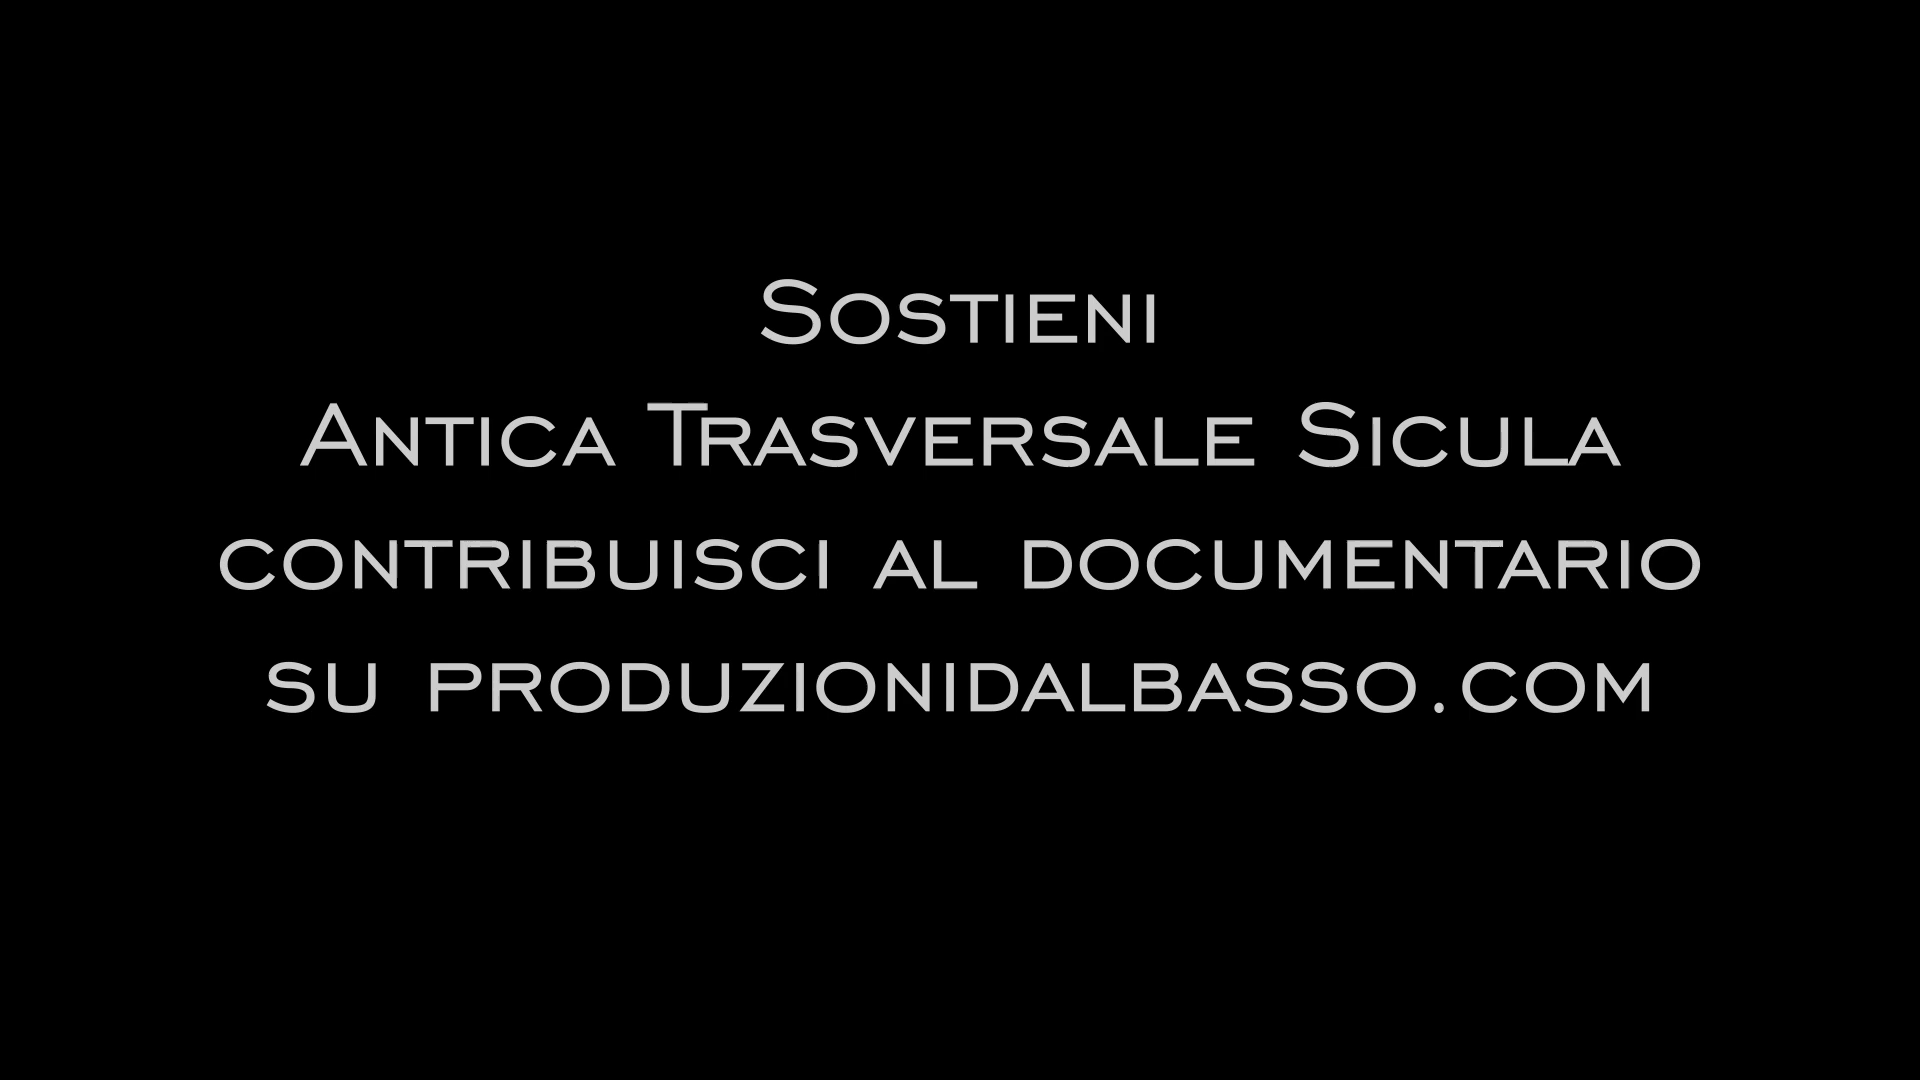 Sostieni
Antica Trasversale Sicula
contribuisci al documentario
su produzionidalbasso.com